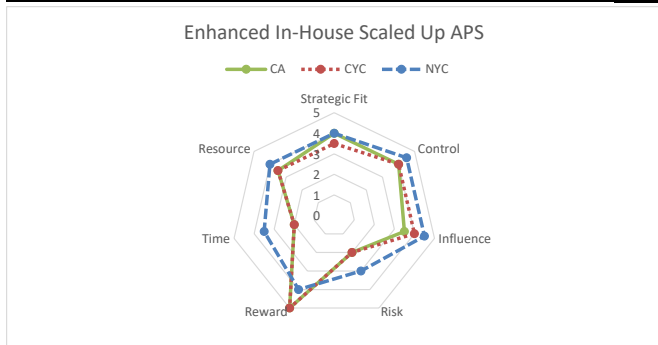 Enhanced In-House Scaled Up APS
CA CYC NYC
Strategic Fit
5
4
3
2
1
0
Control
Influence
Risk
Reward
Time
Resource